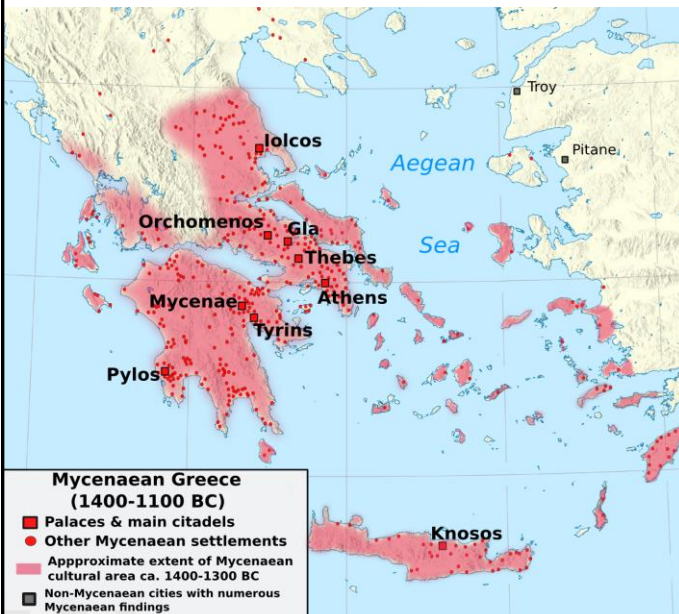 Troy
Pitane
Iolcos
Aegean
Orchomenos
Gla
Sea
Thebes
Athens
Mycenae
Tyrins
Pylos
Knosos
Mycenaean Greece
(1400-1100 BC)
Palaces & main citadels
Other Mycenaean settlements
Appproximate extent of Mycenaean
cultural area ca. 1400-1300 BC
Non-Mycenaean cities with numerous
Mycenaean findings